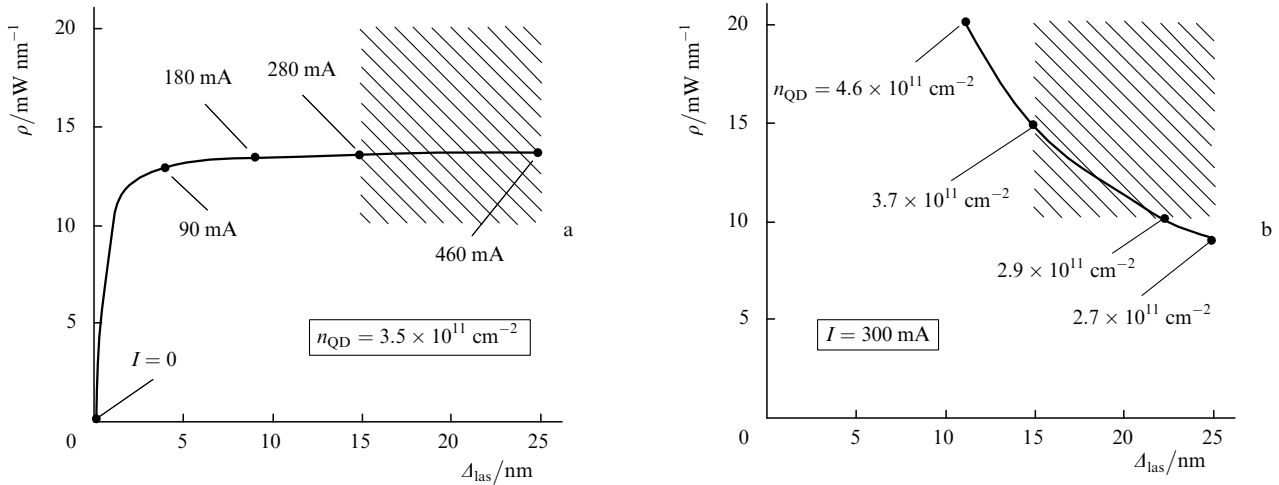 ρ/mW nm⁻¹
20
15
10
5
0
180 mA
280 mA
90 mA
460 mA
I = 0
n_QD = 3.5 × 10¹¹ cm⁻²
5
10
15
20
25
Δ_las/nm
a
ρ/mW nm⁻¹
20
15
10
5
0
n_QD = 4.6 × 10¹¹ cm⁻²
3.7 × 10¹¹ cm⁻²
2.9 × 10¹¹ cm⁻²
2.7 × 10¹¹ cm⁻²
I = 300 mA
5
10
15
20
25
Δ_las/nm
b